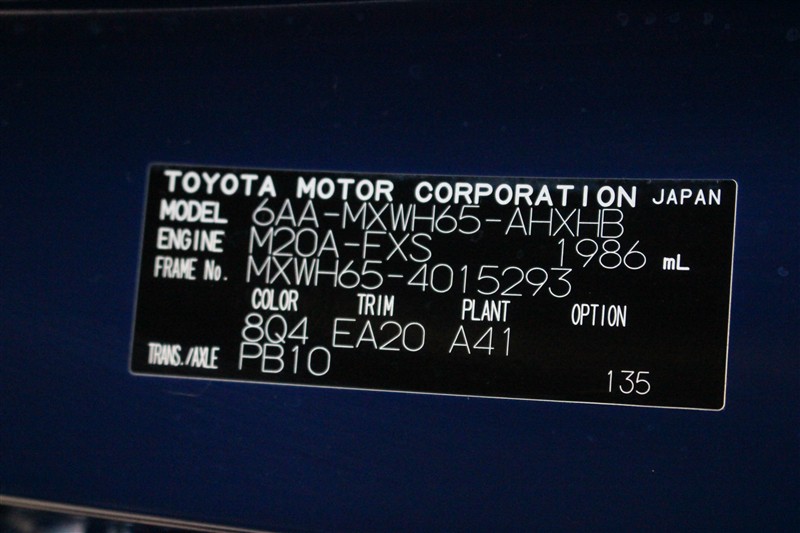 TOYOTA MOTOR CORPORATION JAPAN
MODEL 6AA-MXWH65-AHXHB
ENGINE M20A-FXS 1986 mL
FRAME No. MXWH65-4015293
COLOR TRIM PLANT OPTION
8Q4 EA20 A41
TRANS./AXLE PB10
135